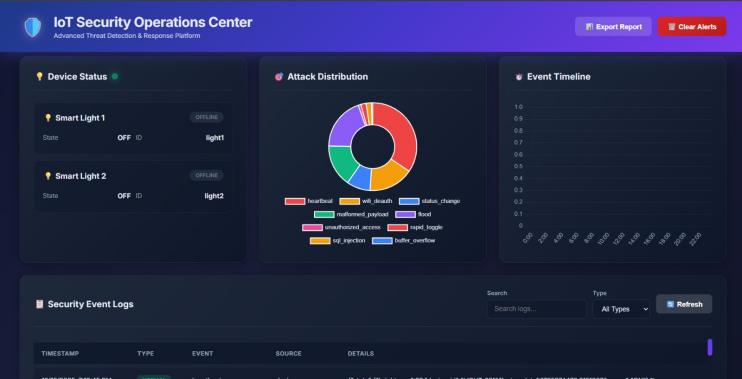 IoT Security Operations Center
Advanced Threat Detection & Response Platform
Export Report
Clear Alerts
Device Status
Smart Light 1
OFFLINE
State OFF ID light1
Smart Light 2
OFFLINE
State OFF ID light2
Attack Distribution
heartbeat wifi_deauth status_change
malformed_payload flood
unauthorized_access rapid_toggle
sql_injection buffer_overflow
Event Timeline
1.0
0.9
0.8
0.7
0.6
0.5
0.4
0.3
0.2
0.1
0
0:00 2:00 4:00 6:00 8:00 10:00 12:00 14:00 16:00 18:00 20:00 22:00
Security Event Logs
Search
Search logs...
Type
All Types
Refresh
TIMESTAMP TYPE EVENT SOURCE DETAILS